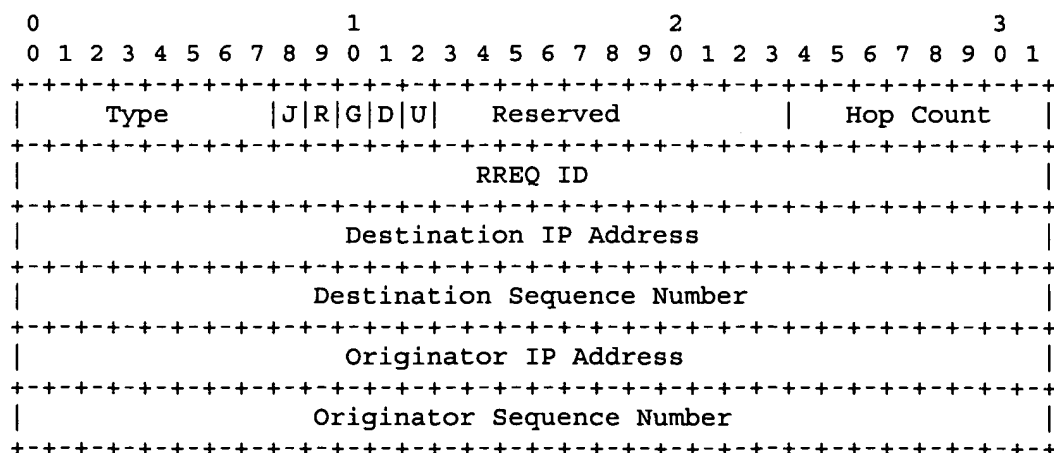 0                   1                   2                   3
0 1 2 3 4 5 6 7 8 9 0 1 2 3 4 5 6 7 8 9 0 1 2 3 4 5 6 7 8 9 0 1
+-+-+-+-+-+-+-+-+-+-+-+-+-+-+-+-+-+-+-+-+-+-+-+-+-+-+-+-+-+-+-+-+
|     Type      |J|R|G|D|U|   Reserved          |   Hop Count   |
+-+-+-+-+-+-+-+-+-+-+-+-+-+-+-+-+-+-+-+-+-+-+-+-+-+-+-+-+-+-+-+-+
|                            RREQ ID                            |
+-+-+-+-+-+-+-+-+-+-+-+-+-+-+-+-+-+-+-+-+-+-+-+-+-+-+-+-+-+-+-+-+
|                    Destination IP Address                     |
+-+-+-+-+-+-+-+-+-+-+-+-+-+-+-+-+-+-+-+-+-+-+-+-+-+-+-+-+-+-+-+-+
|                  Destination Sequence Number                  |
+-+-+-+-+-+-+-+-+-+-+-+-+-+-+-+-+-+-+-+-+-+-+-+-+-+-+-+-+-+-+-+-+
|                    Originator IP Address                      |
+-+-+-+-+-+-+-+-+-+-+-+-+-+-+-+-+-+-+-+-+-+-+-+-+-+-+-+-+-+-+-+-+
|                  Originator Sequence Number                   |
+-+-+-+-+-+-+-+-+-+-+-+-+-+-+-+-+-+-+-+-+-+-+-+-+-+-+-+-+-+-+-+-+